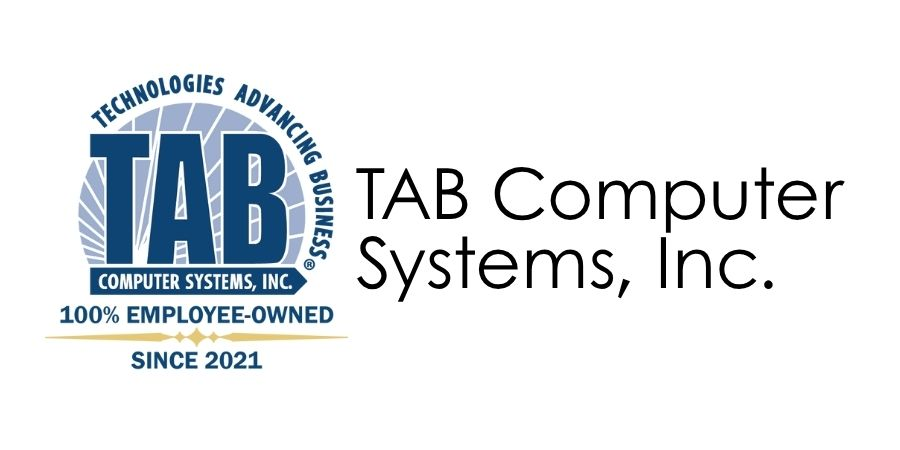 TECHNOLOGIES ADVANCING BUSINESS®
TAB
COMPUTER SYSTEMS, INC.
100% EMPLOYEE-OWNED
SINCE 2021
TAB Computer
Systems, Inc.